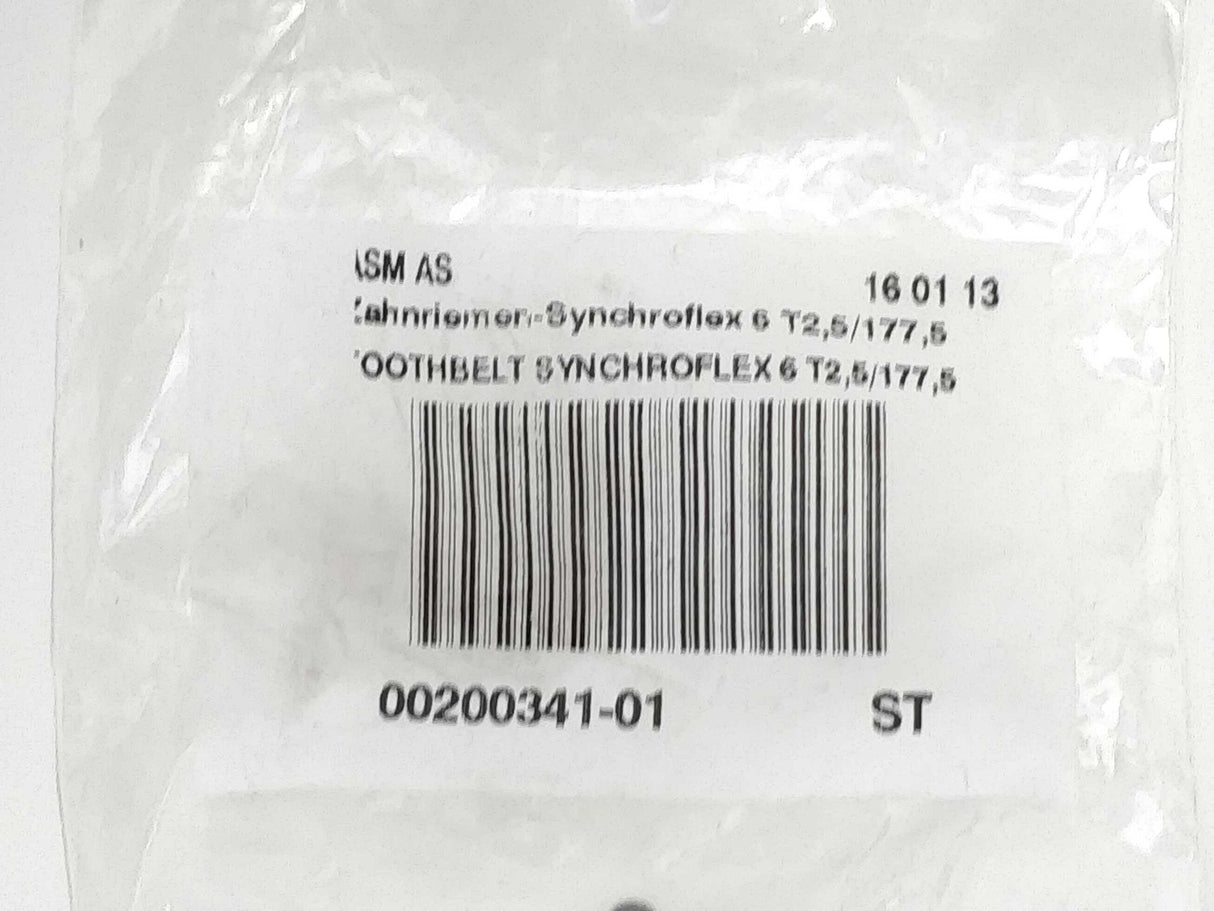 ASM AS 16 01 13
Zahnriemen-Synchroflex 6 T2,5/177,5
TOOTHBELT SYNCHROFLEX 6 T2,5/177,5
00200341-01 ST